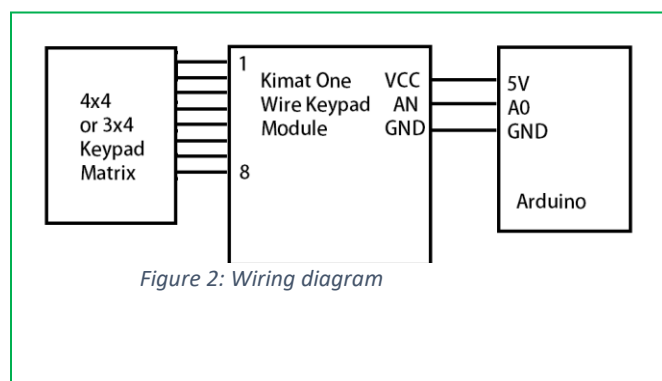 4x4
or 3x4
Keypad
Matrix
1
8
Kimat One
Wire Keypad
Module
VCC
AN
GND
5V
A0
GND
Arduino
Figure 2: Wiring diagram